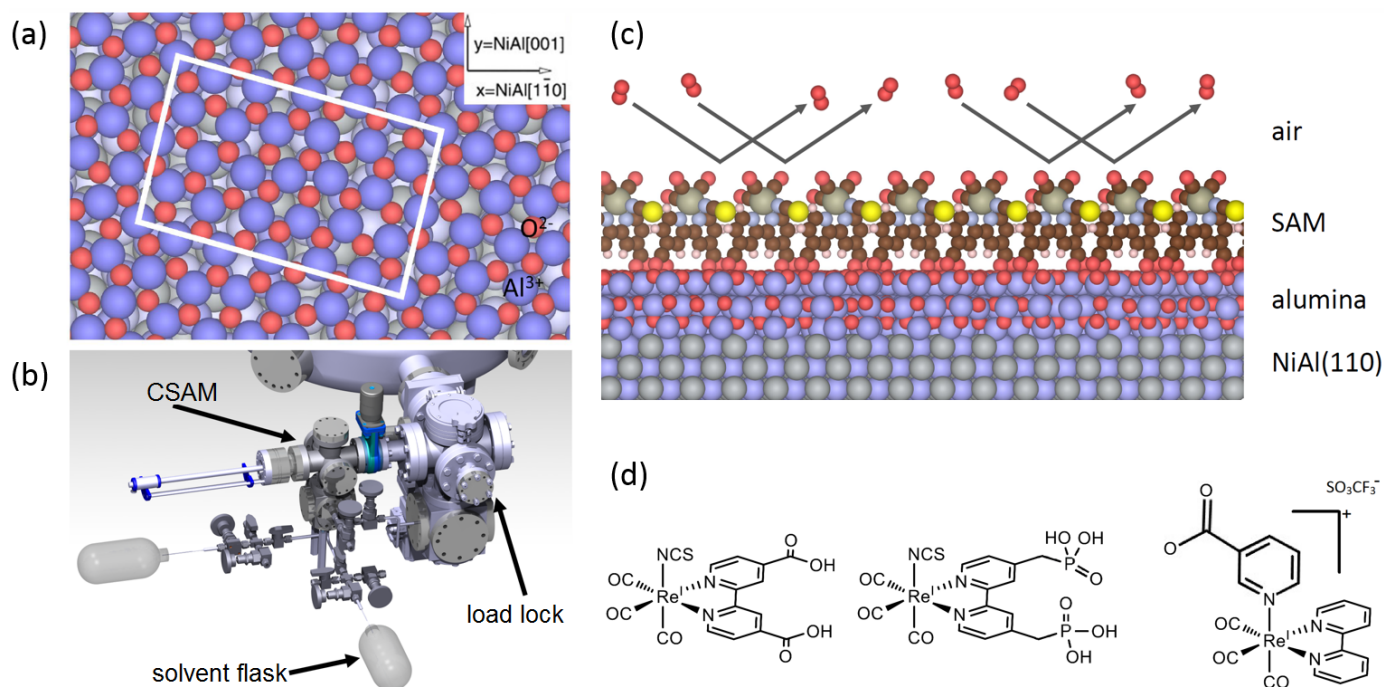 (a)
y=NiAl[001]
x=NiAl[11̄0]
O²⁻
Al³⁺
(b)
CSAM
load lock
solvent flask
(c)
air
SAM
alumina
NiAl(110)
(d)
NCS
OC
OC
CO
Re^I
N
N
O
OH
O
OH
NCS
OC
OC
CO
Re^I
N
N
HO OH
P
O
O
P
OH
OH
O
O
SO₃CF₃⁻
+
N
OC
OC
CO
Re^I
N
N